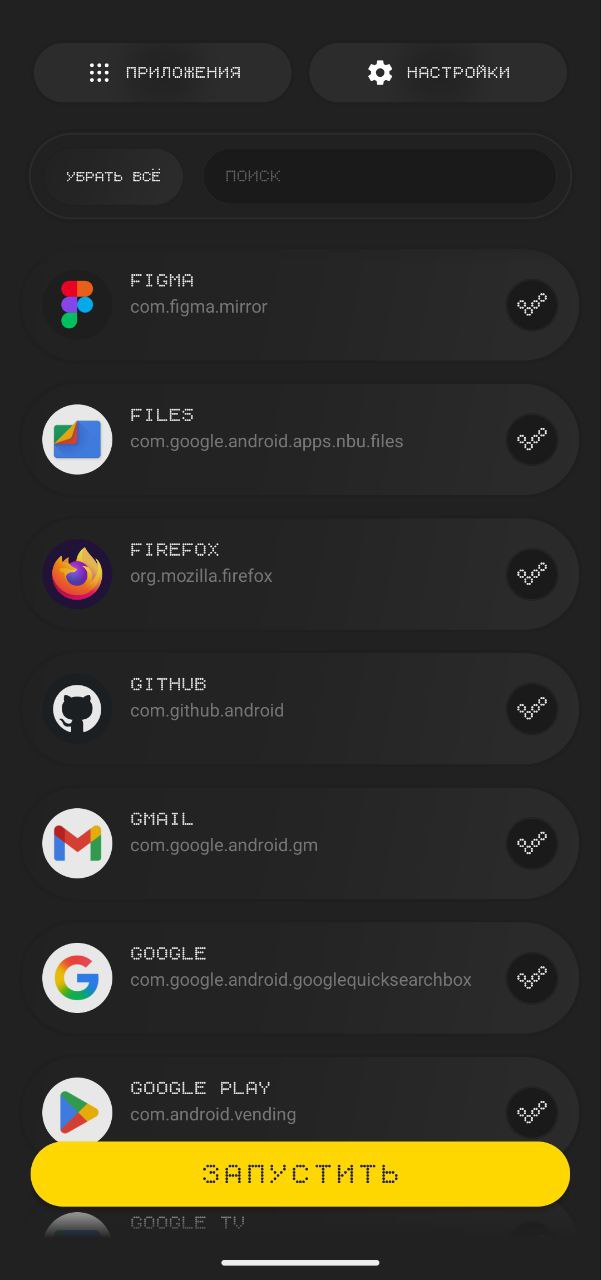 ПРИЛОЖЕНИЯ
НАСТРОЙКИ
УБРАТЬ ВСЁ
ПОИСК
FIGMA
com.figma.mirror
FILES
com.google.android.apps.nbu.files
FIREFOX
org.mozilla.firefox
GITHUB
com.github.android
GMAIL
com.google.android.gm
GOOGLE
com.google.android.googlequicksearchbox
GOOGLE PLAY
com.android.vending
ЗАПУСТИТЬ
GOOGLE TV